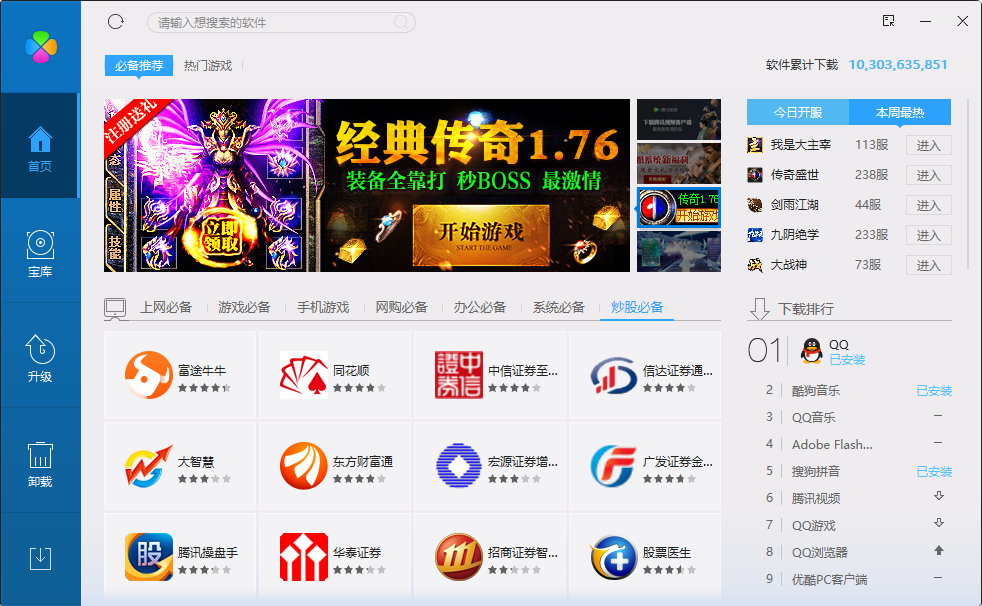 请输入想搜索的软件
必备推荐
热门游戏
软件累计下载 10,303,635,851
首页
宝库
升级
卸载
注册送礼
态
属性
技能
立即
领取
经典传奇1.76
装备全靠打 秒BOSS 最激情
开始游戏
START THE GAME
传奇1.76
开始游戏
今日开服
本周最热
我是大主宰 113服 进入
传奇盛世 238服 进入
剑雨江湖 44服 进入
九阴绝学 233服 进入
大战神 73服 进入
上网必备
游戏必备
手机游戏
网购必备
办公必备
系统必备
炒股必备
富途牛牛
同花顺
中信证券至...
信达证券通...
大智慧
东方财富通
宏源证券增...
广发证券金...
腾讯操盘手
华泰证券
招商证券智...
股票医生
下载排行
01 QQ
已安装
2 酷狗音乐 已安装
3 QQ音乐
4 Adobe Flash...
5 搜狗拼音 已安装
6 腾讯视频
7 QQ游戏
8 QQ浏览器
9 优酷PC客户端